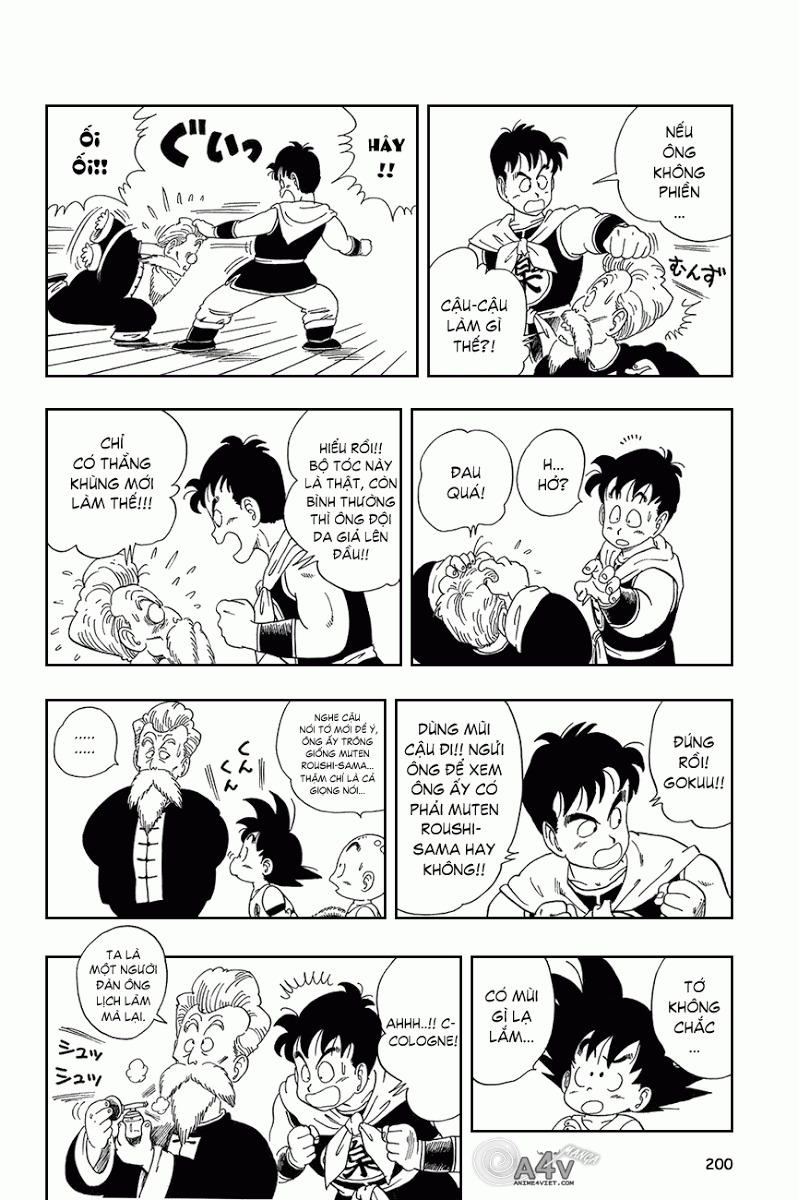 NẾU
ÔNG
KHÔNG
PHIỀN
...
むんず
CẬU-CẬU
LÀM GÌ
THẾ?!
HÂY
!!
ぐいっ
ỐI
ỐI!!
H...
HỞ?
ĐAU
QUÁ!
HIỂU RỒI!!
BỘ TÓC NÀY
LÀ THẬT, CÒN
BÌNH THƯỜNG
THÌ ÔNG ĐỘI
DA GIẢ LÊN
ĐẦU!!
CHỈ
CÓ THẰNG
KHÙNG MỚI
LÀM THẾ!!!
ĐÚNG
RỒI!
GOKUU!!
DÙNG MŨI
CẬU ĐI!! NGỬI
ÔNG ĐỂ XEM
ÔNG ẤY CÓ
PHẢI MUTEN
ROUSHI-
SAMA HAY
KHÔNG!!
NGHE CẬU
NÓI TỚ MỚI ĐỂ Ý,
ÔNG ẤY TRÔNG
GIỐNG MUTEN
ROUSHI-SAMA...
THẬM CHÍ LÀ CẢ
GIỌNG NÓI...
くん
くん
......
......
TỚ
KHÔNG
CHẮC
...
CÓ MÙI
GÌ LẠ
LẮM...
AHHH..!! C-
COLOGNE!
TA LÀ
MỘT NGƯỜI
ĐÀN ÔNG
LỊCH LÃM
MÀ LẠI.
シュッ
シュッ
A4V
MANGA
ANIME4VIET.COM
200